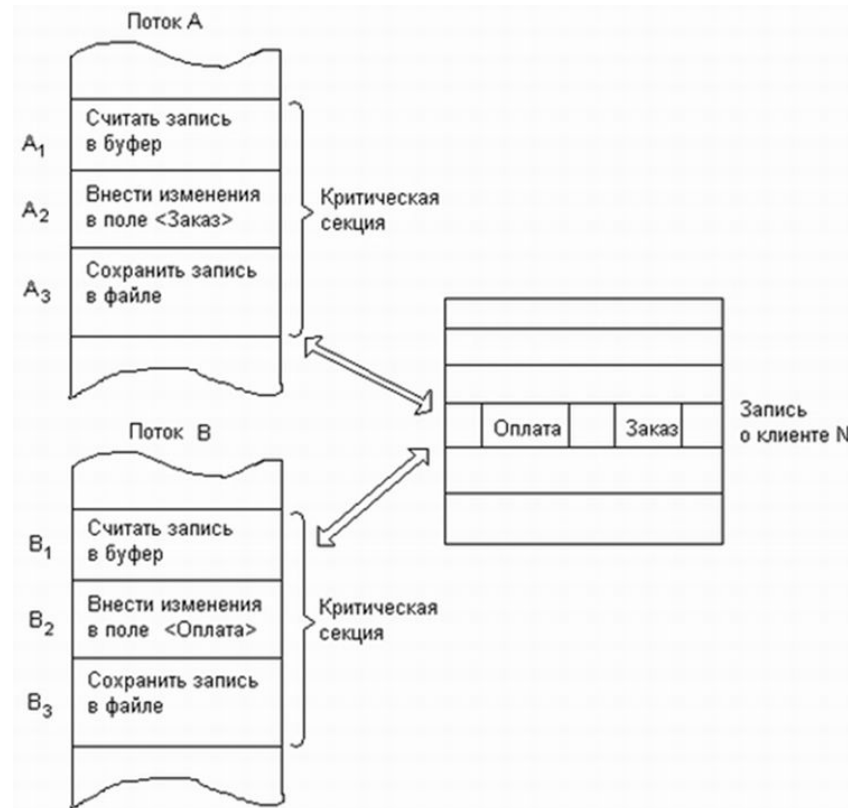 Поток А
A1
Считать запись
в буфер
A2
Внести изменения
в поле <Заказ>
A3
Сохранить запись
в файле
Критическая
секция
Поток В
B1
Считать запись
в буфер
B2
Внести изменения
в поле <Оплата>
B3
Сохранить запись
в файле
Критическая
секция
Оплата
Заказ
Запись
о клиенте N